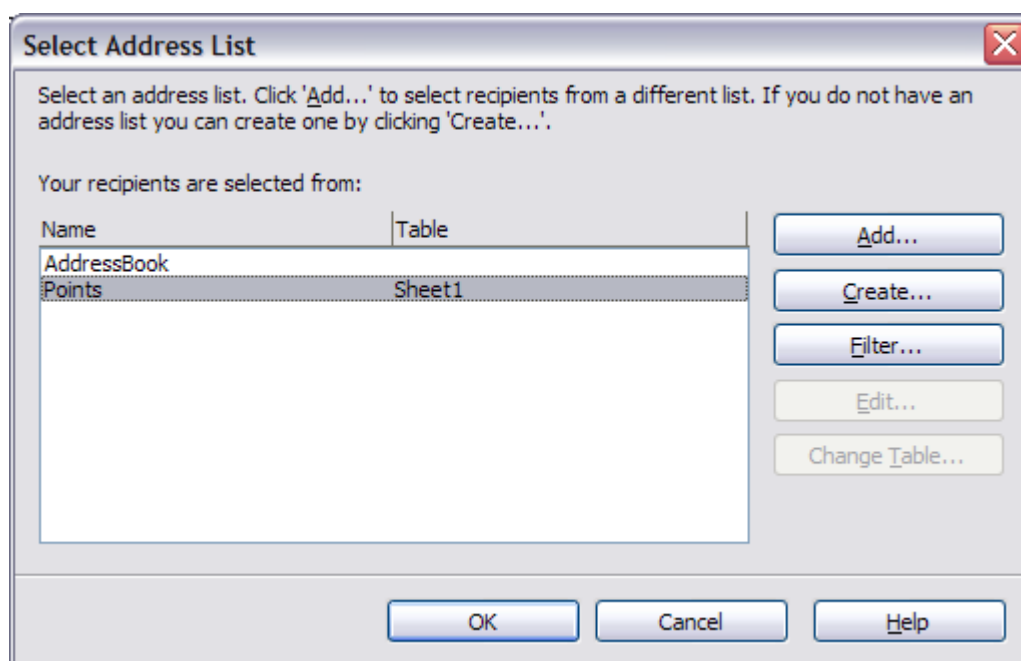 Select Address List
Select an address list. Click 'Add...' to select recipients from a different list. If you do not have an
address list you can create one by clicking 'Create...'.
Your recipients are selected from:
Name Table
AddressBook
Points Sheet1
Add...
Create...
Filter...
Edit...
Change Table...
OK Cancel Help